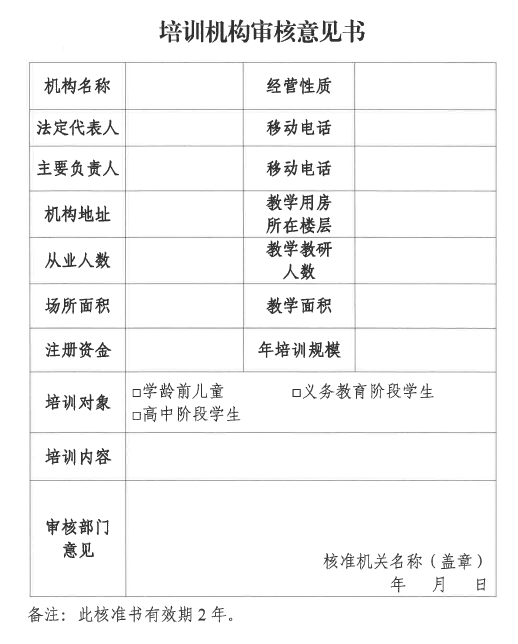 培训机构审核意见书
机构名称 经营性质
法定代表人 移动电话
主要负责人 移动电话
机构地址 教学用房
所在楼层
从业人数 教学教研
人数
场所面积 教学面积
注册资金 年培训规模
培训对象 □学龄前儿童 □义务教育阶段学生
□高中阶段学生
培训内容
审核部门
意见
核准机关名称（盖章）
年 月 日
备注：此核准书有效期2年。